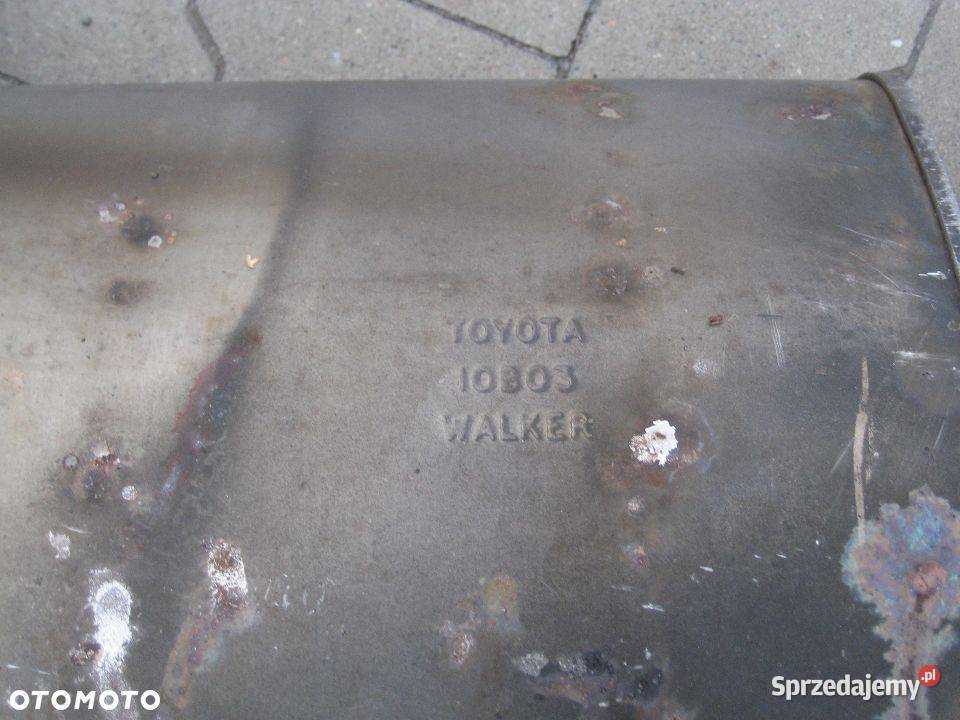 TOYOTA
10B03
WALKER
OTOMOTO
Sprzedajemy.pl